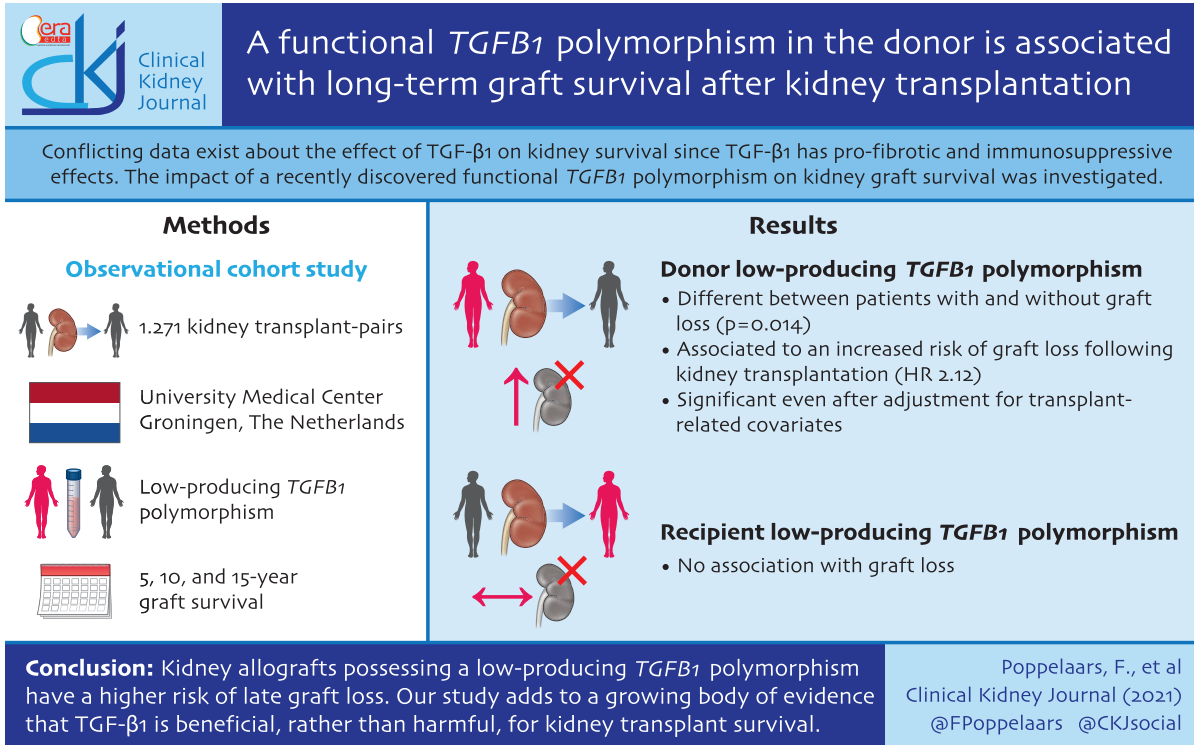 era
edta
ckj
Clinical
Kidney
Journal
A functional TGFB1 polymorphism in the donor is associated
with long-term graft survival after kidney transplantation
Conflicting data exist about the effect of TGF-β1 on kidney survival since TGF-β1 has pro-fibrotic and immunosuppressive
effects. The impact of a recently discovered functional TGFB1 polymorphism on kidney graft survival was investigated.
Methods
Observational cohort study
1.271 kidney transplant-pairs
University Medical Center
Groningen, The Netherlands
Low-producing TGFB1
polymorphism
5, 10, and 15-year
graft survival
Results
Donor low-producing TGFB1 polymorphism
• Different between patients with and without graft
loss (p=0.014)
• Associated to an increased risk of graft loss following
kidney transplantation (HR 2.12)
• Significant even after adjustment for transplant-
related covariates
Recipient low-producing TGFB1 polymorphism
• No association with graft loss
Conclusion: Kidney allografts possessing a low-producing TGFB1 polymorphism
have a higher risk of late graft loss. Our study adds to a growing body of evidence
that TGF-β1 is beneficial, rather than harmful, for kidney transplant survival.
Poppelaars, F., et al
Clinical Kidney Journal (2021)
@FPoppelaars @CKJsocial